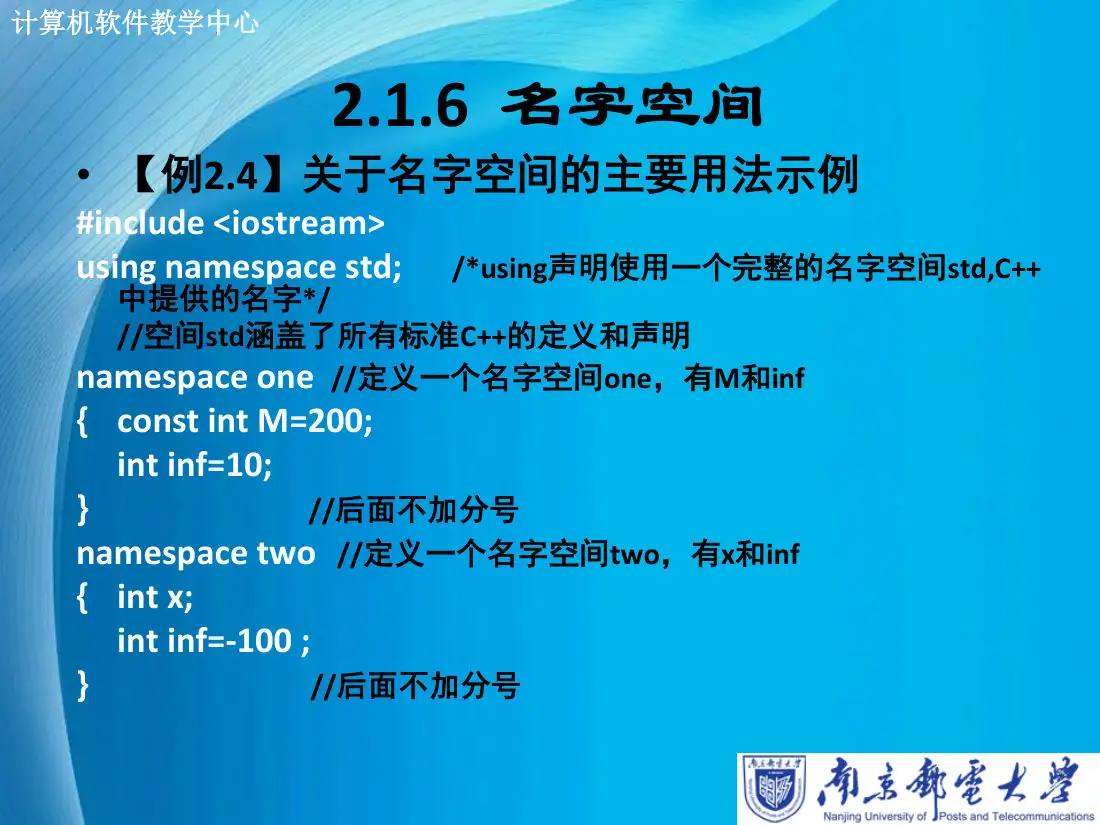 计算机软件教学中心
2.1.6 名字空间
• 【例2.4】关于名字空间的主要用法示例
#include <iostream>
using namespace std; /*using声明使用一个完整的名字空间std,C++
中提供的名字*/
//空间std涵盖了所有标准C++的定义和声明
namespace one //定义一个名字空间one，有M和inf
{ const int M=200;
int inf=10;
} //后面不加分号
namespace two //定义一个名字空间two，有x和inf
{ int x;
int inf=-100 ;
} //后面不加分号
南京郵電大學
Nanjing University of Posts and Telecommunications